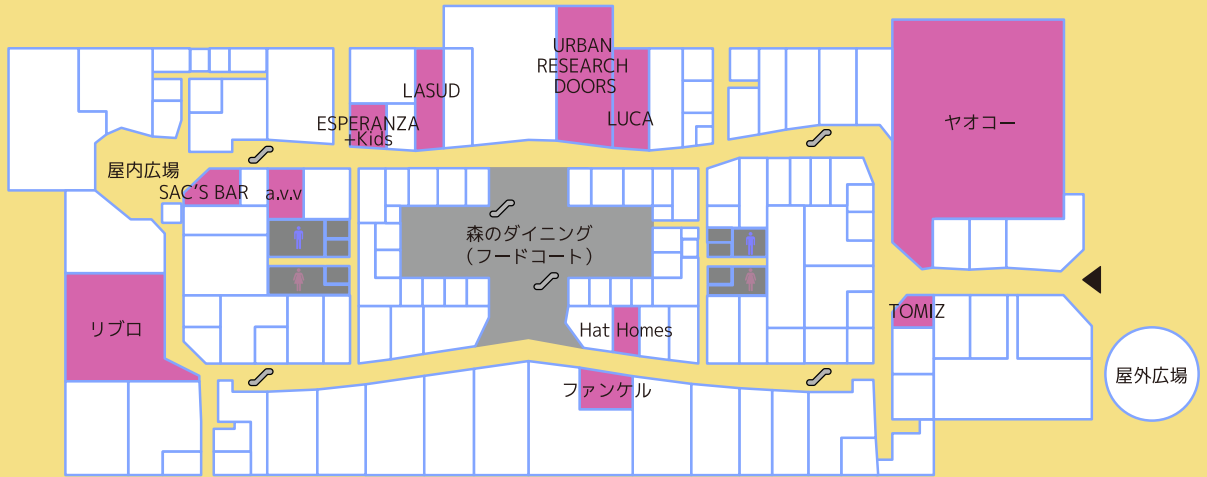 URBAN
RESEARCH
DOORS
LASUD
LUCA
ESPERANZA
+Kids
ヤオコー
屋内広場
SAC'S BAR
a.v.v
森のダイニング
(フードコート)
リブロ
Hat Homes
TOMIZ
ファンケル
屋外広場